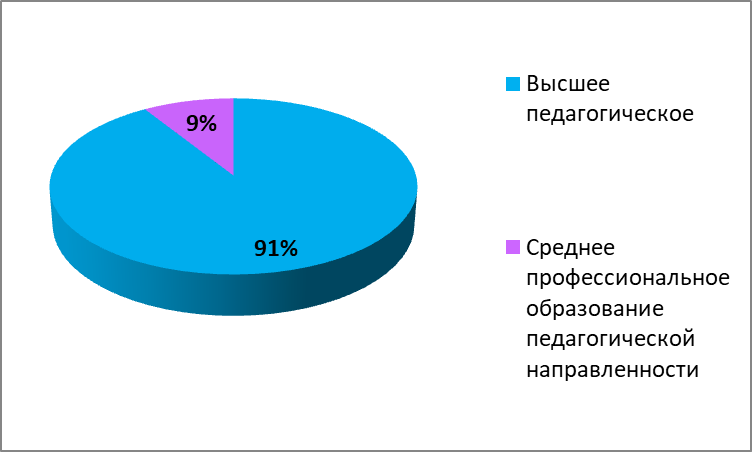 9%
91%
Высшее
педагогическое
Среднее
профессиональное
образование
педагогической
направленности